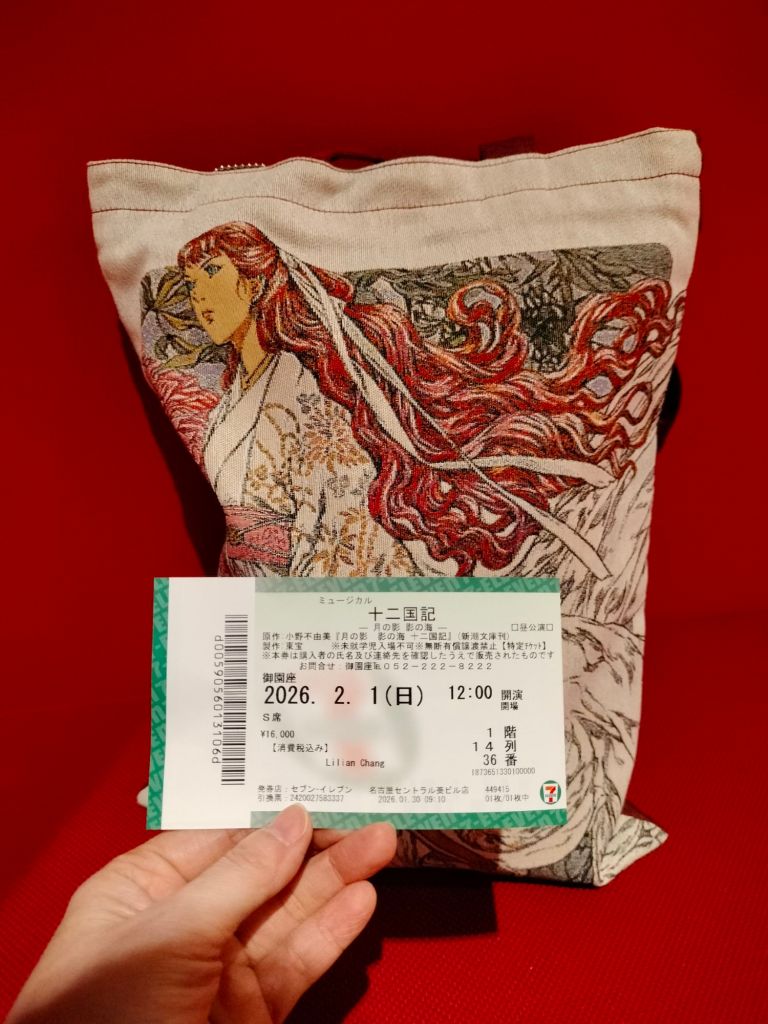 ミュージカル
十二国記
― 月の影 影の海 ―
□昼公演□
原作:小野不由美『月の影 影の海 十二国記』(新潮文庫刊)
製作:東宝 ※未就学児入場不可※無断有償譲渡禁止【特定ﾁｹｯﾄ】
※本券は購入者の氏名及び連絡先を確認したうえで販売されたものです
お問合せ:御園座℡052-222-8222
御園座
2026. 2. 1(日) 12:00 開演
開場
S席
¥16,000
【消費税込み】
1 階
14 列
36 番
Lilian Chang
1873651330100000
発券店:セブン-イレブン 名古屋セントラル菱ビル店 449415
引換票:2420027583337 2026.01.30 09:10 01枚/01枚中
d0059056013106d